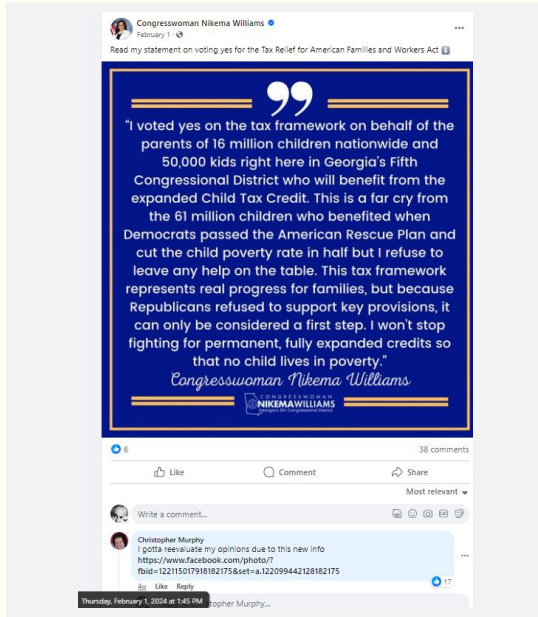 Congresswoman Nikema Williams
February 1 ·
Read my statement on voting yes for the Tax Relief for American Families and Workers Act
"I voted yes on the tax framework on behalf of the
parents of 16 million children nationwide and
50,000 kids right here in Georgia's Fifth
Congressional District who will benefit from the
expanded Child Tax Credit. This is a far cry from
the 61 million children who benefited when
Democrats passed the American Rescue Plan and
cut the child poverty rate in half but I refuse to
leave any help on the table. This tax framework
represents real progress for families, but because
Republicans refused to support key provisions, it
can only be considered a first step. I won't stop
fighting for permanent, fully expanded credits so
that no child lives in poverty."
Congresswoman Nikema Williams
CONGRESSWOMAN
NIKEMAWILLIAMS
Georgia's 5th Congressional District
6
38 comments
Like
Comment
Share
Most relevant
Write a comment...
GIF
Christopher Murphy
I gotta reevaluate my opinions due to this new info
https://www.facebook.com/photo/?
fbid=122115017918182175&set=a.122099442128182175
4w Like Reply
17
Thursday, February 1, 2024 at 1:45 PM
topher Murphy...